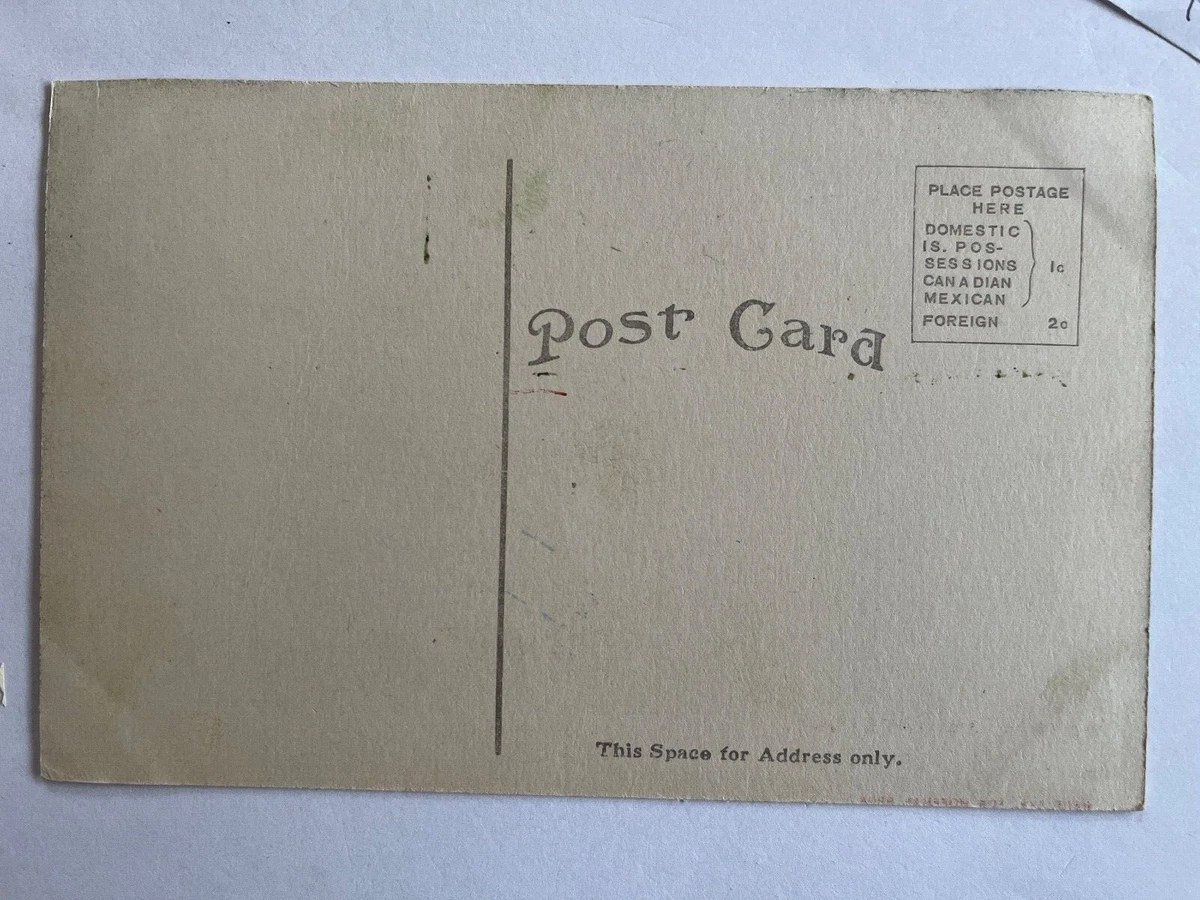 PLACE POSTAGE
HERE
DOMESTIC
IS. POS-
SESSIONS
CANADIAN
MEXICAN
1c
FOREIGN 2c
Post Card
This Space for Address only.